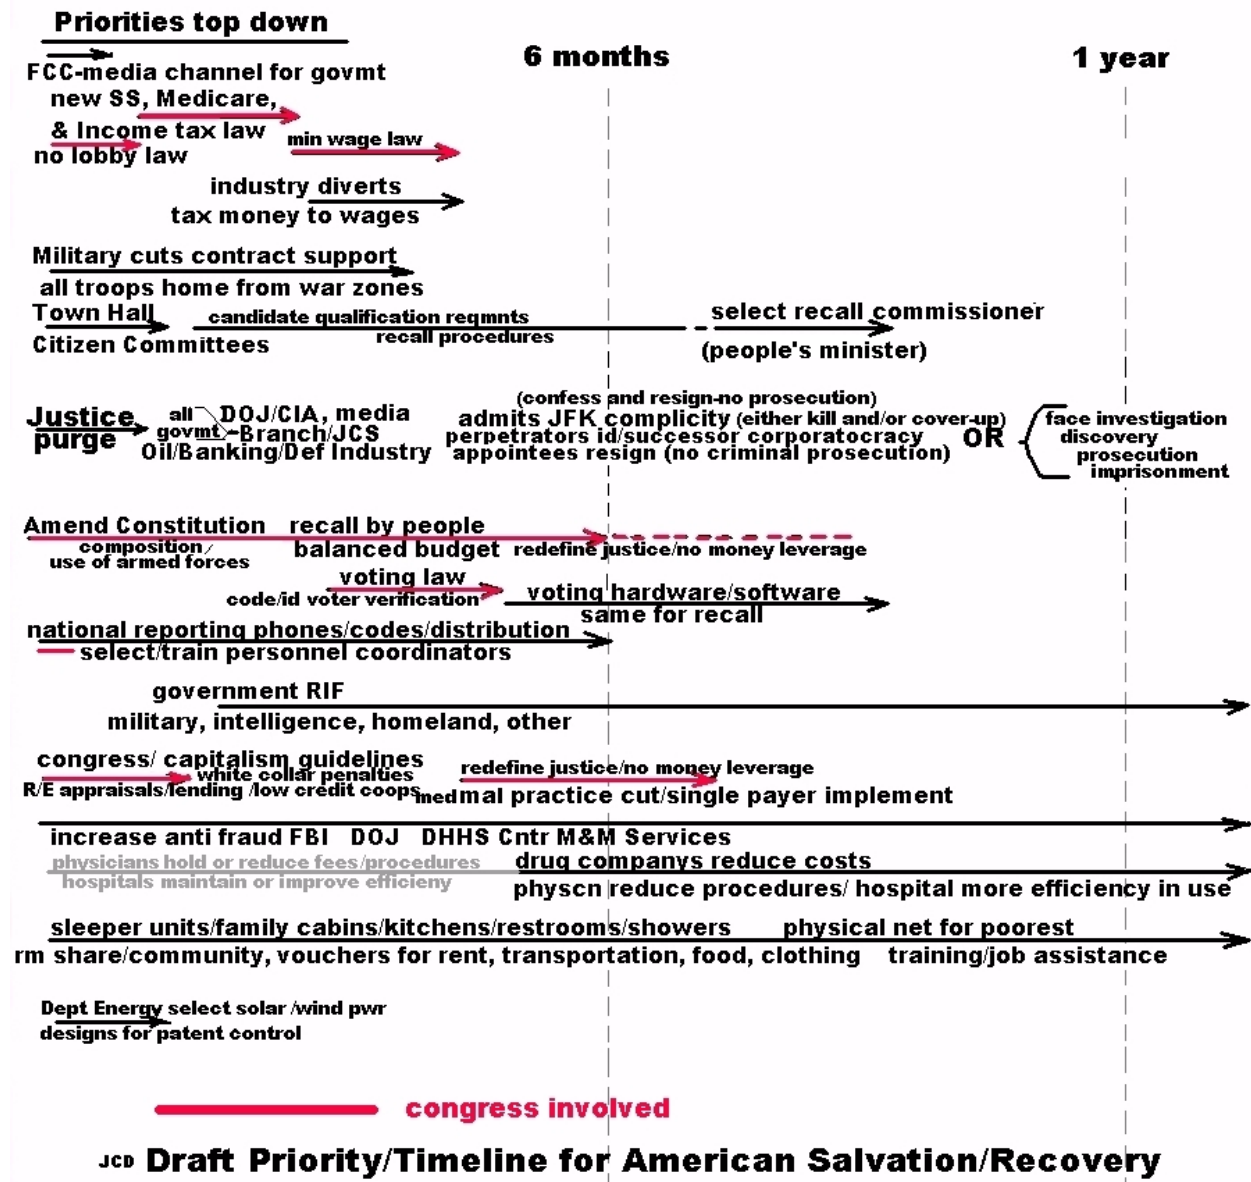 Priorities top down
6 months
1 year
FCC-media channel for govmt
new SS, Medicare,
& Income tax law
no lobby law
min wage law
industry diverts
tax money to wages
Military cuts contract support
all troops home from war zones
Town Hall
Citizen Committees
candidate qualification reqmnts
recall procedures
select recall commissioner
(people's minister)
Justice
purge
all
govmt
DOJ/CIA, media
Branch/JCS
Oil/Banking/Def Industry
(confess and resign-no prosecution)
admits JFK complicity (either kill and/or cover-up)
perpetrators id/successor corporatocracy
appointees resign (no criminal prosecution)
OR
face investigation
discovery
prosecution
imprisonment
Amend Constitution
composition/
use of armed forces
recall by people
balanced budget
redefine justice/no money leverage
voting law
code/id voter verification
voting hardware/software
same for recall
national reporting phones/codes/distribution
select/train personnel coordinators
government RIF
military, intelligence, homeland, other
congress/ capitalism guidelines
white collar penalties
R/E appraisals/lending /low credit coops
redefine justice/no money leverage
med mal practice cut/single payer implement
increase anti fraud FBI DOJ DHHS Cntr M&M Services
physicians hold or reduce fees/procedures
hospitals maintain or improve efficieny
drug companys reduce costs
physcn reduce procedures/ hospital more efficiency in use
sleeper units/family cabins/kitchens/restrooms/showers physical net for poorest
rm share/community, vouchers for rent, transportation, food, clothing training/job assistance
Dept Energy select solar /wind pwr
designs for patent control
congress involved
JCD Draft Priority/Timeline for American Salvation/Recovery